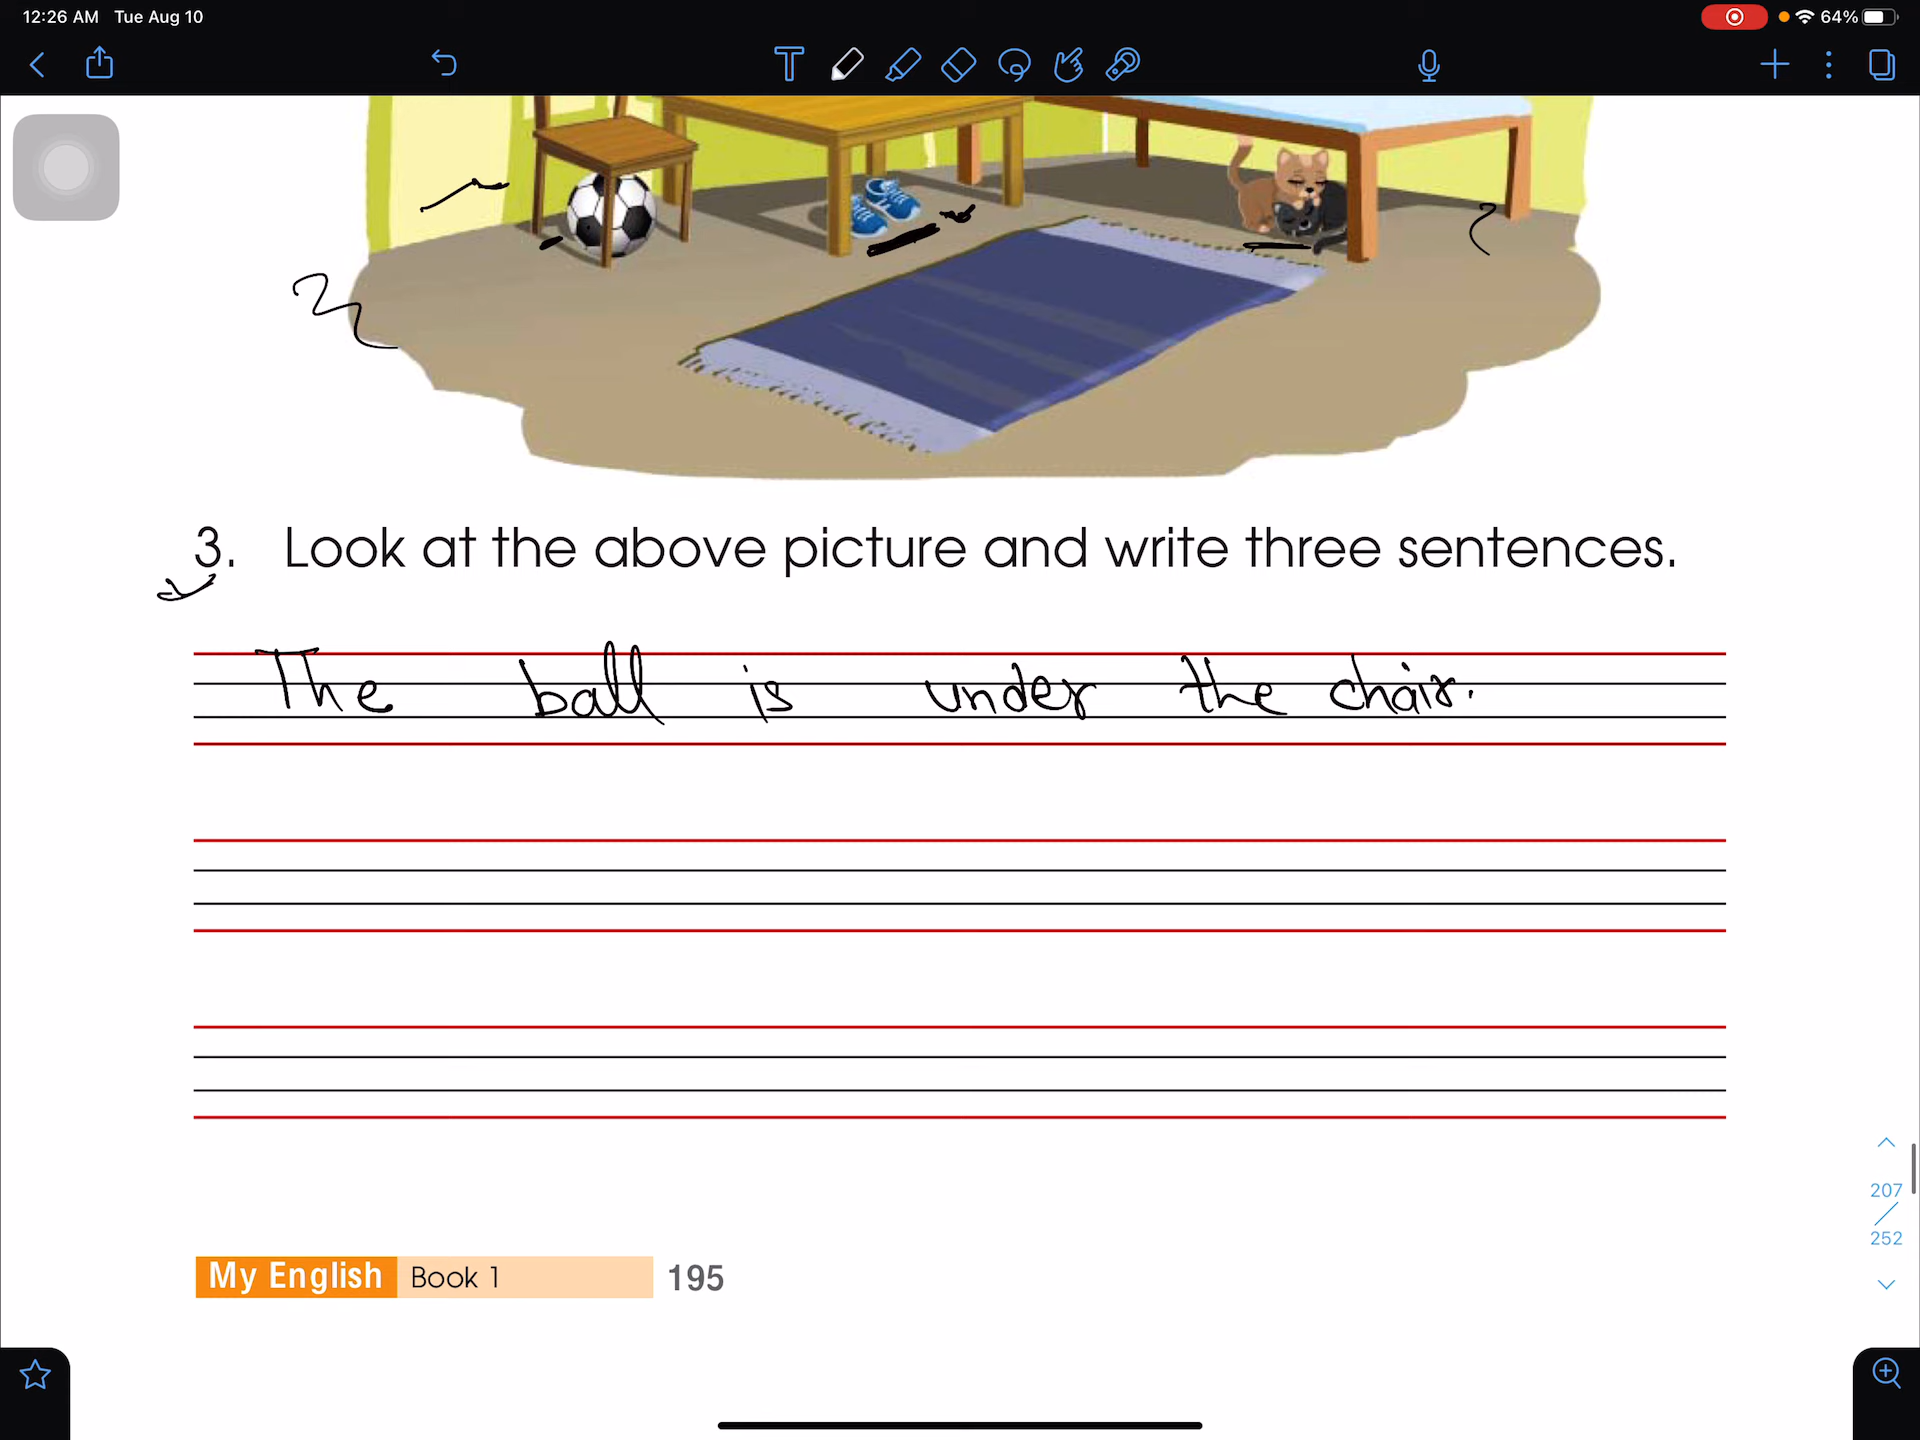 12:26 AM Tue Aug 10 64%
3. Look at the above picture and write three sentences.
The ball is under the chair.
207
252
My English Book 1 195